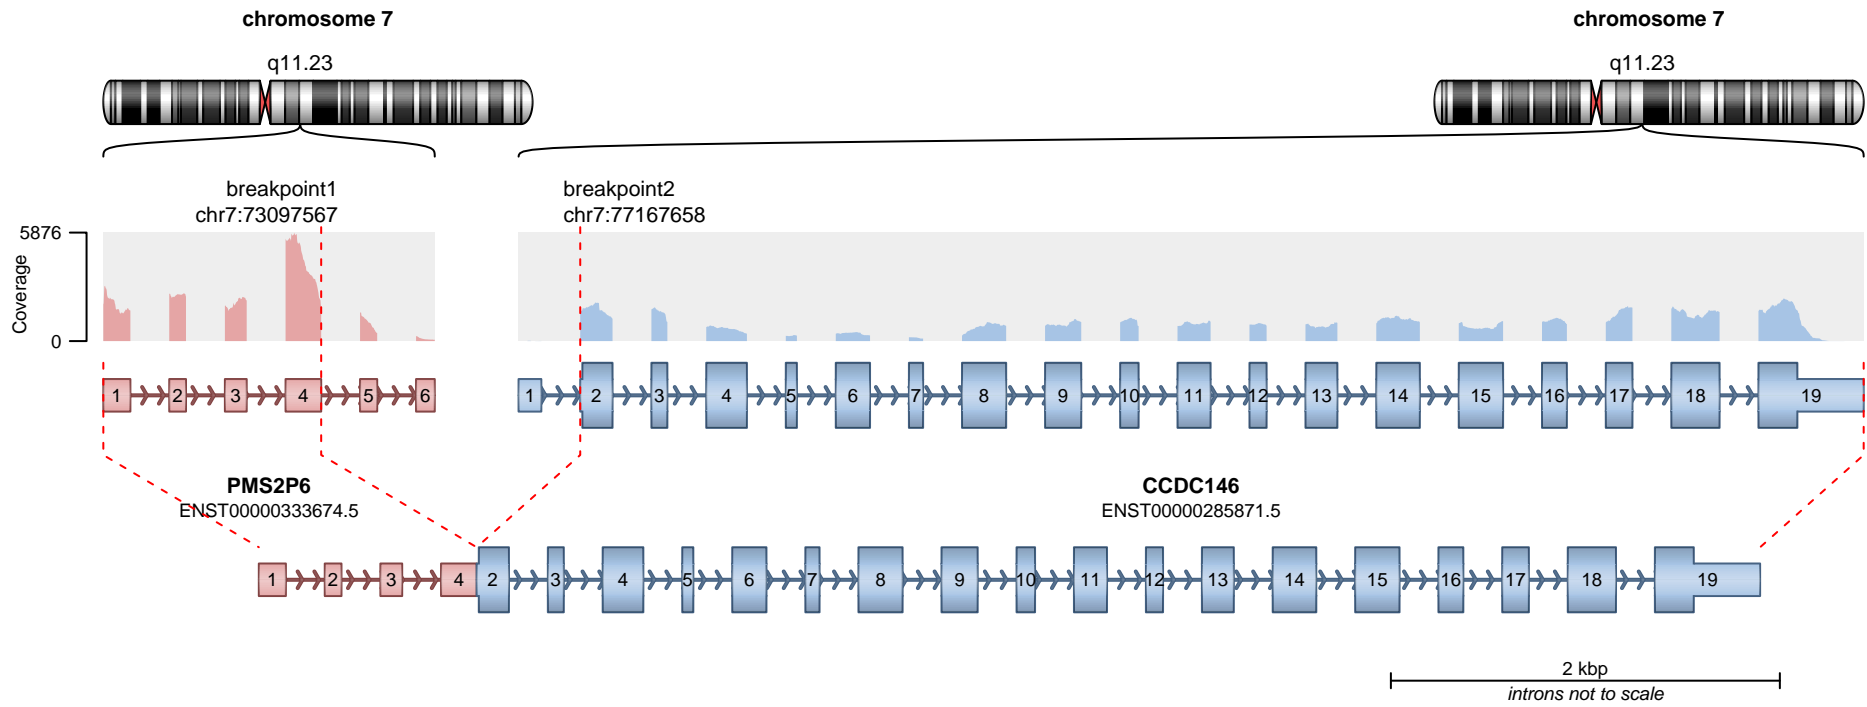 chromosome 7
chromosome 7
q11.23
q11.23
breakpoint1
chr7:73097567
breakpoint2
chr7:77167658
5876
0
Coverage
1 2 3 4 5 6
1 2 3 4 5 6 7 8 9 10 11 12 13 14 15 16 17 18 19
PMS2P6
ENST00000333674.5
CCDC146
ENST00000285871.5
1 2 3 4 2 3 4 5 6 7 8 9 10 11 12 13 14 15 16 17 18 19
2 kbp
introns not to scale